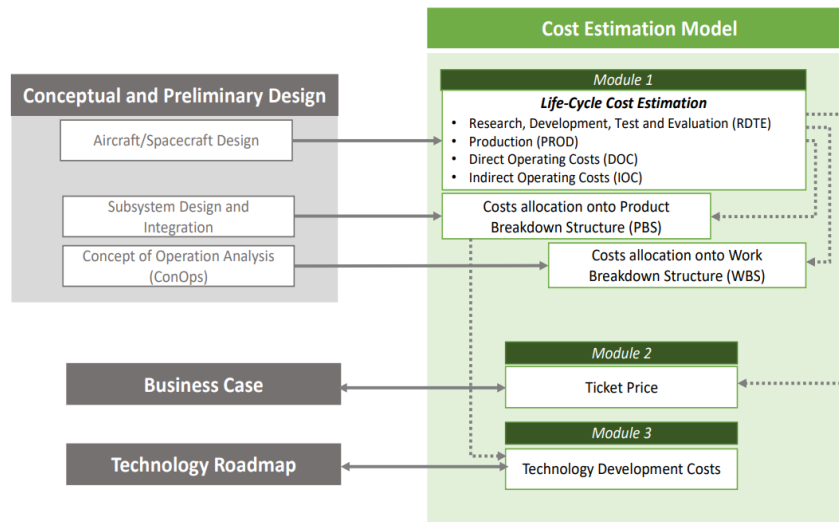 Cost Estimation Model
Conceptual and Preliminary Design
Aircraft/Spacecraft Design
Subsystem Design and
Integration
Concept of Operation Analysis
(ConOps)
Module 1
Life-Cycle Cost Estimation
• Research, Development, Test and Evaluation (RDTE)
• Production (PROD)
• Direct Operating Costs (DOC)
• Indirect Operating Costs (IOC)
Costs allocation onto Product
Breakdown Structure (PBS)
Costs allocation onto Work
Breakdown Structure (WBS)
Business Case
Module 2
Ticket Price
Technology Roadmap
Module 3
Technology Development Costs